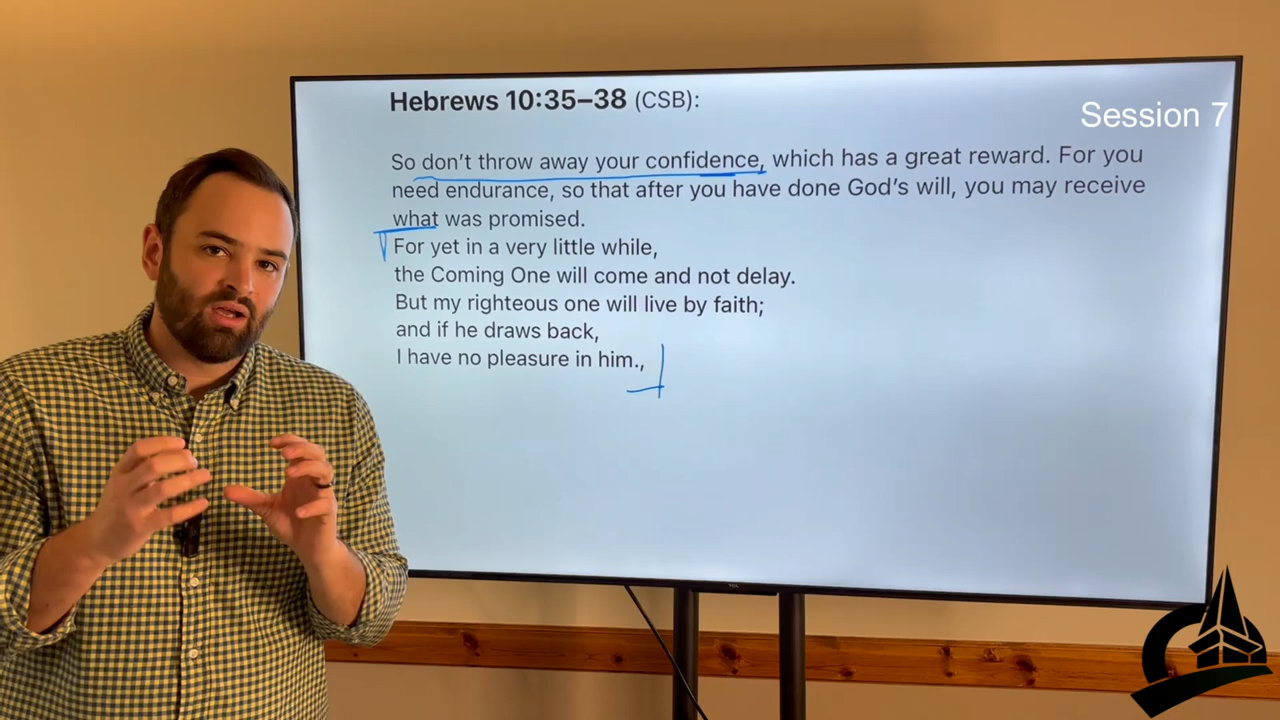 Hebrews 10:35–38 (CSB):
Session 7
So don't throw away your confidence, which has a great reward. For you
need endurance, so that after you have done God's will, you may receive
what was promised.
For yet in a very little while,
the Coming One will come and not delay.
But my righteous one will live by faith;
and if he draws back,
I have no pleasure in him.,
TCL